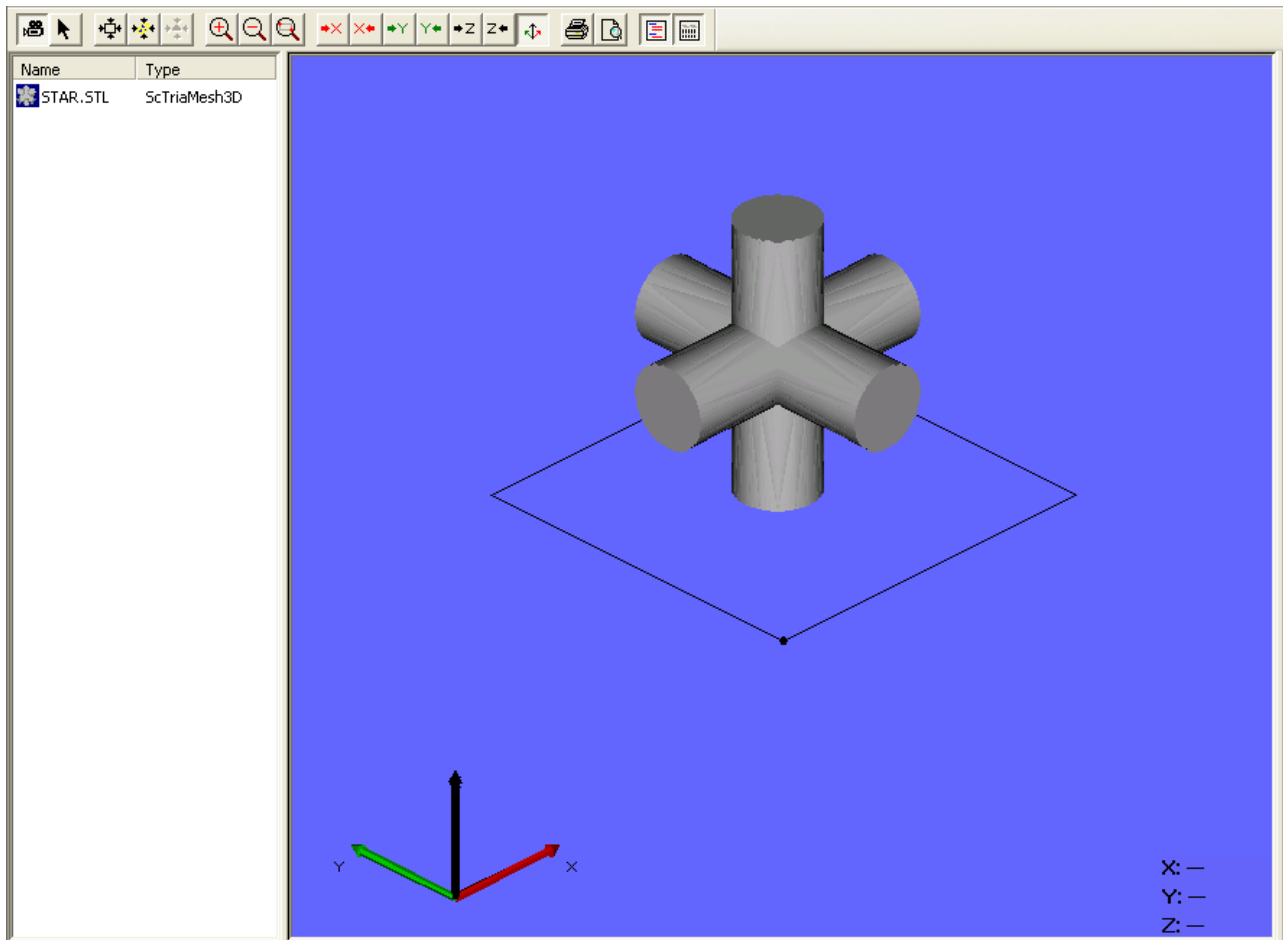 X X Y Y Z Z
Name Type
STAR.STL ScTriaMesh3D
Y X
X: —
Y: —
Z: —